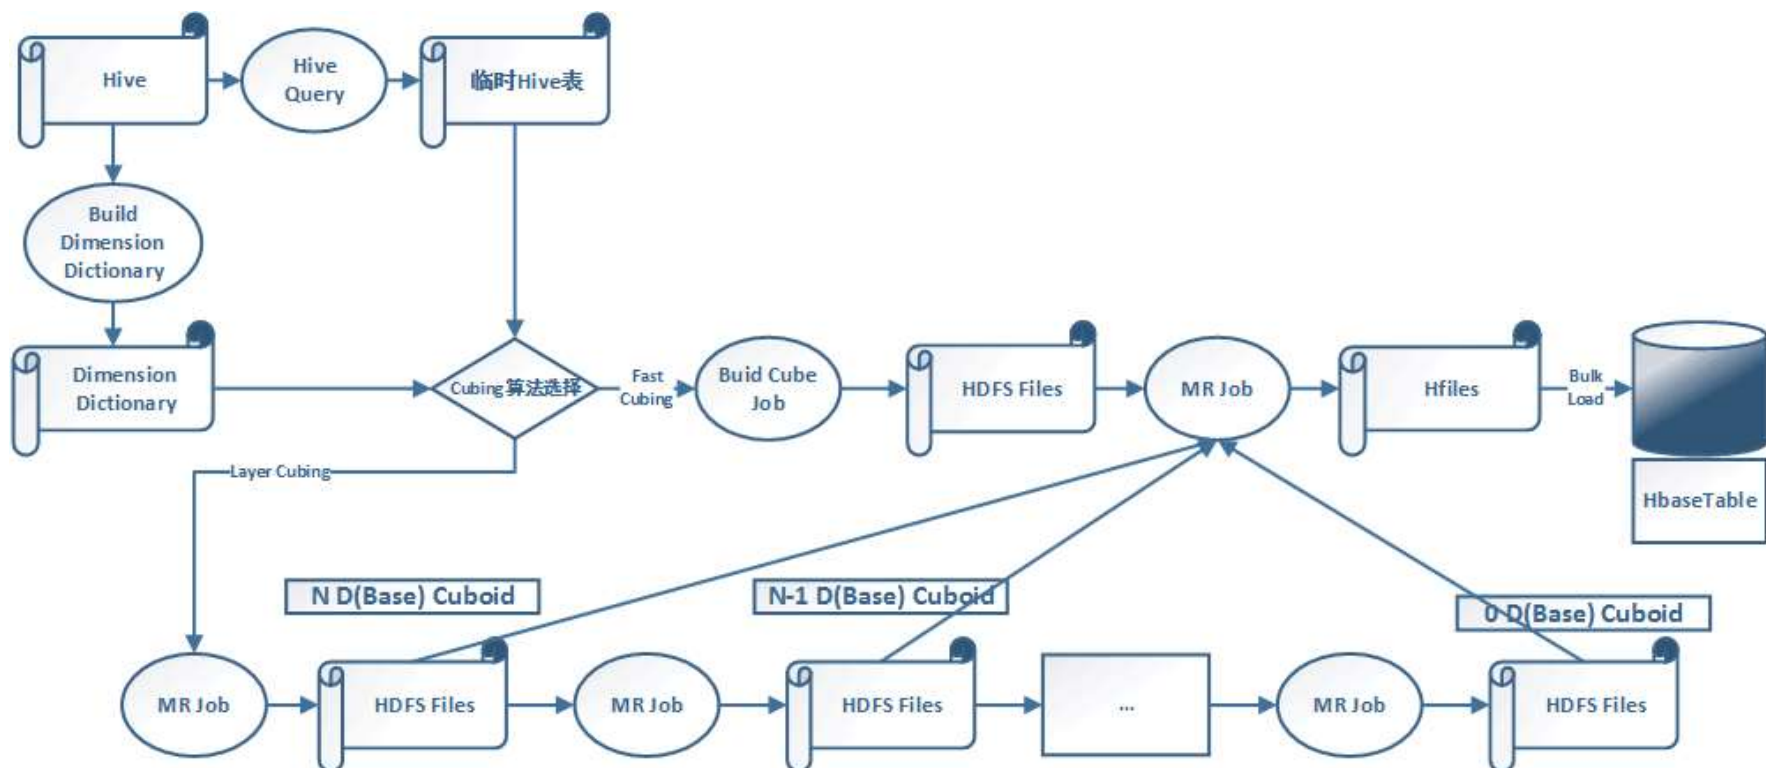 Hive
Hive
Query
临时Hive表
Build
Dimension
Dictionary
Dimension
Dictionary
Cubing算法选择
Fast
Cubing
Buid Cube
Job
HDFS Files
MR Job
Hfiles
Bulk
Load
HbaseTable
Layer Cubing
N D(Base) Cuboid
N-1 D(Base) Cuboid
0 D(Base) Cuboid
MR Job
HDFS Files
MR Job
HDFS Files
...
MR Job
HDFS Files